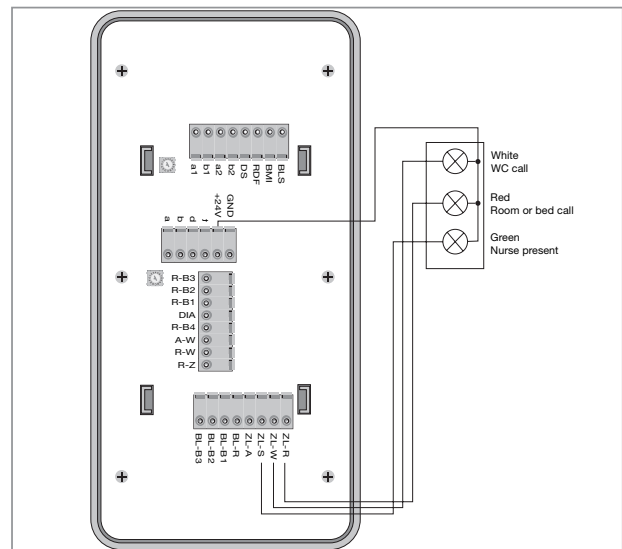 a1
b1
a2
b2
DS
RDF
BMI
BLS
White
WC call
Red
Room or bed call
Green
Nurse present
a
b
d
t
+24V
GND
R-B3
R-B2
R-B1
DIA
R-B4
A-W
R-W
R-Z
BL-B3
BL-B2
BL-B1
BL-R
ZL-A
ZL-S
ZL-W
ZL-R